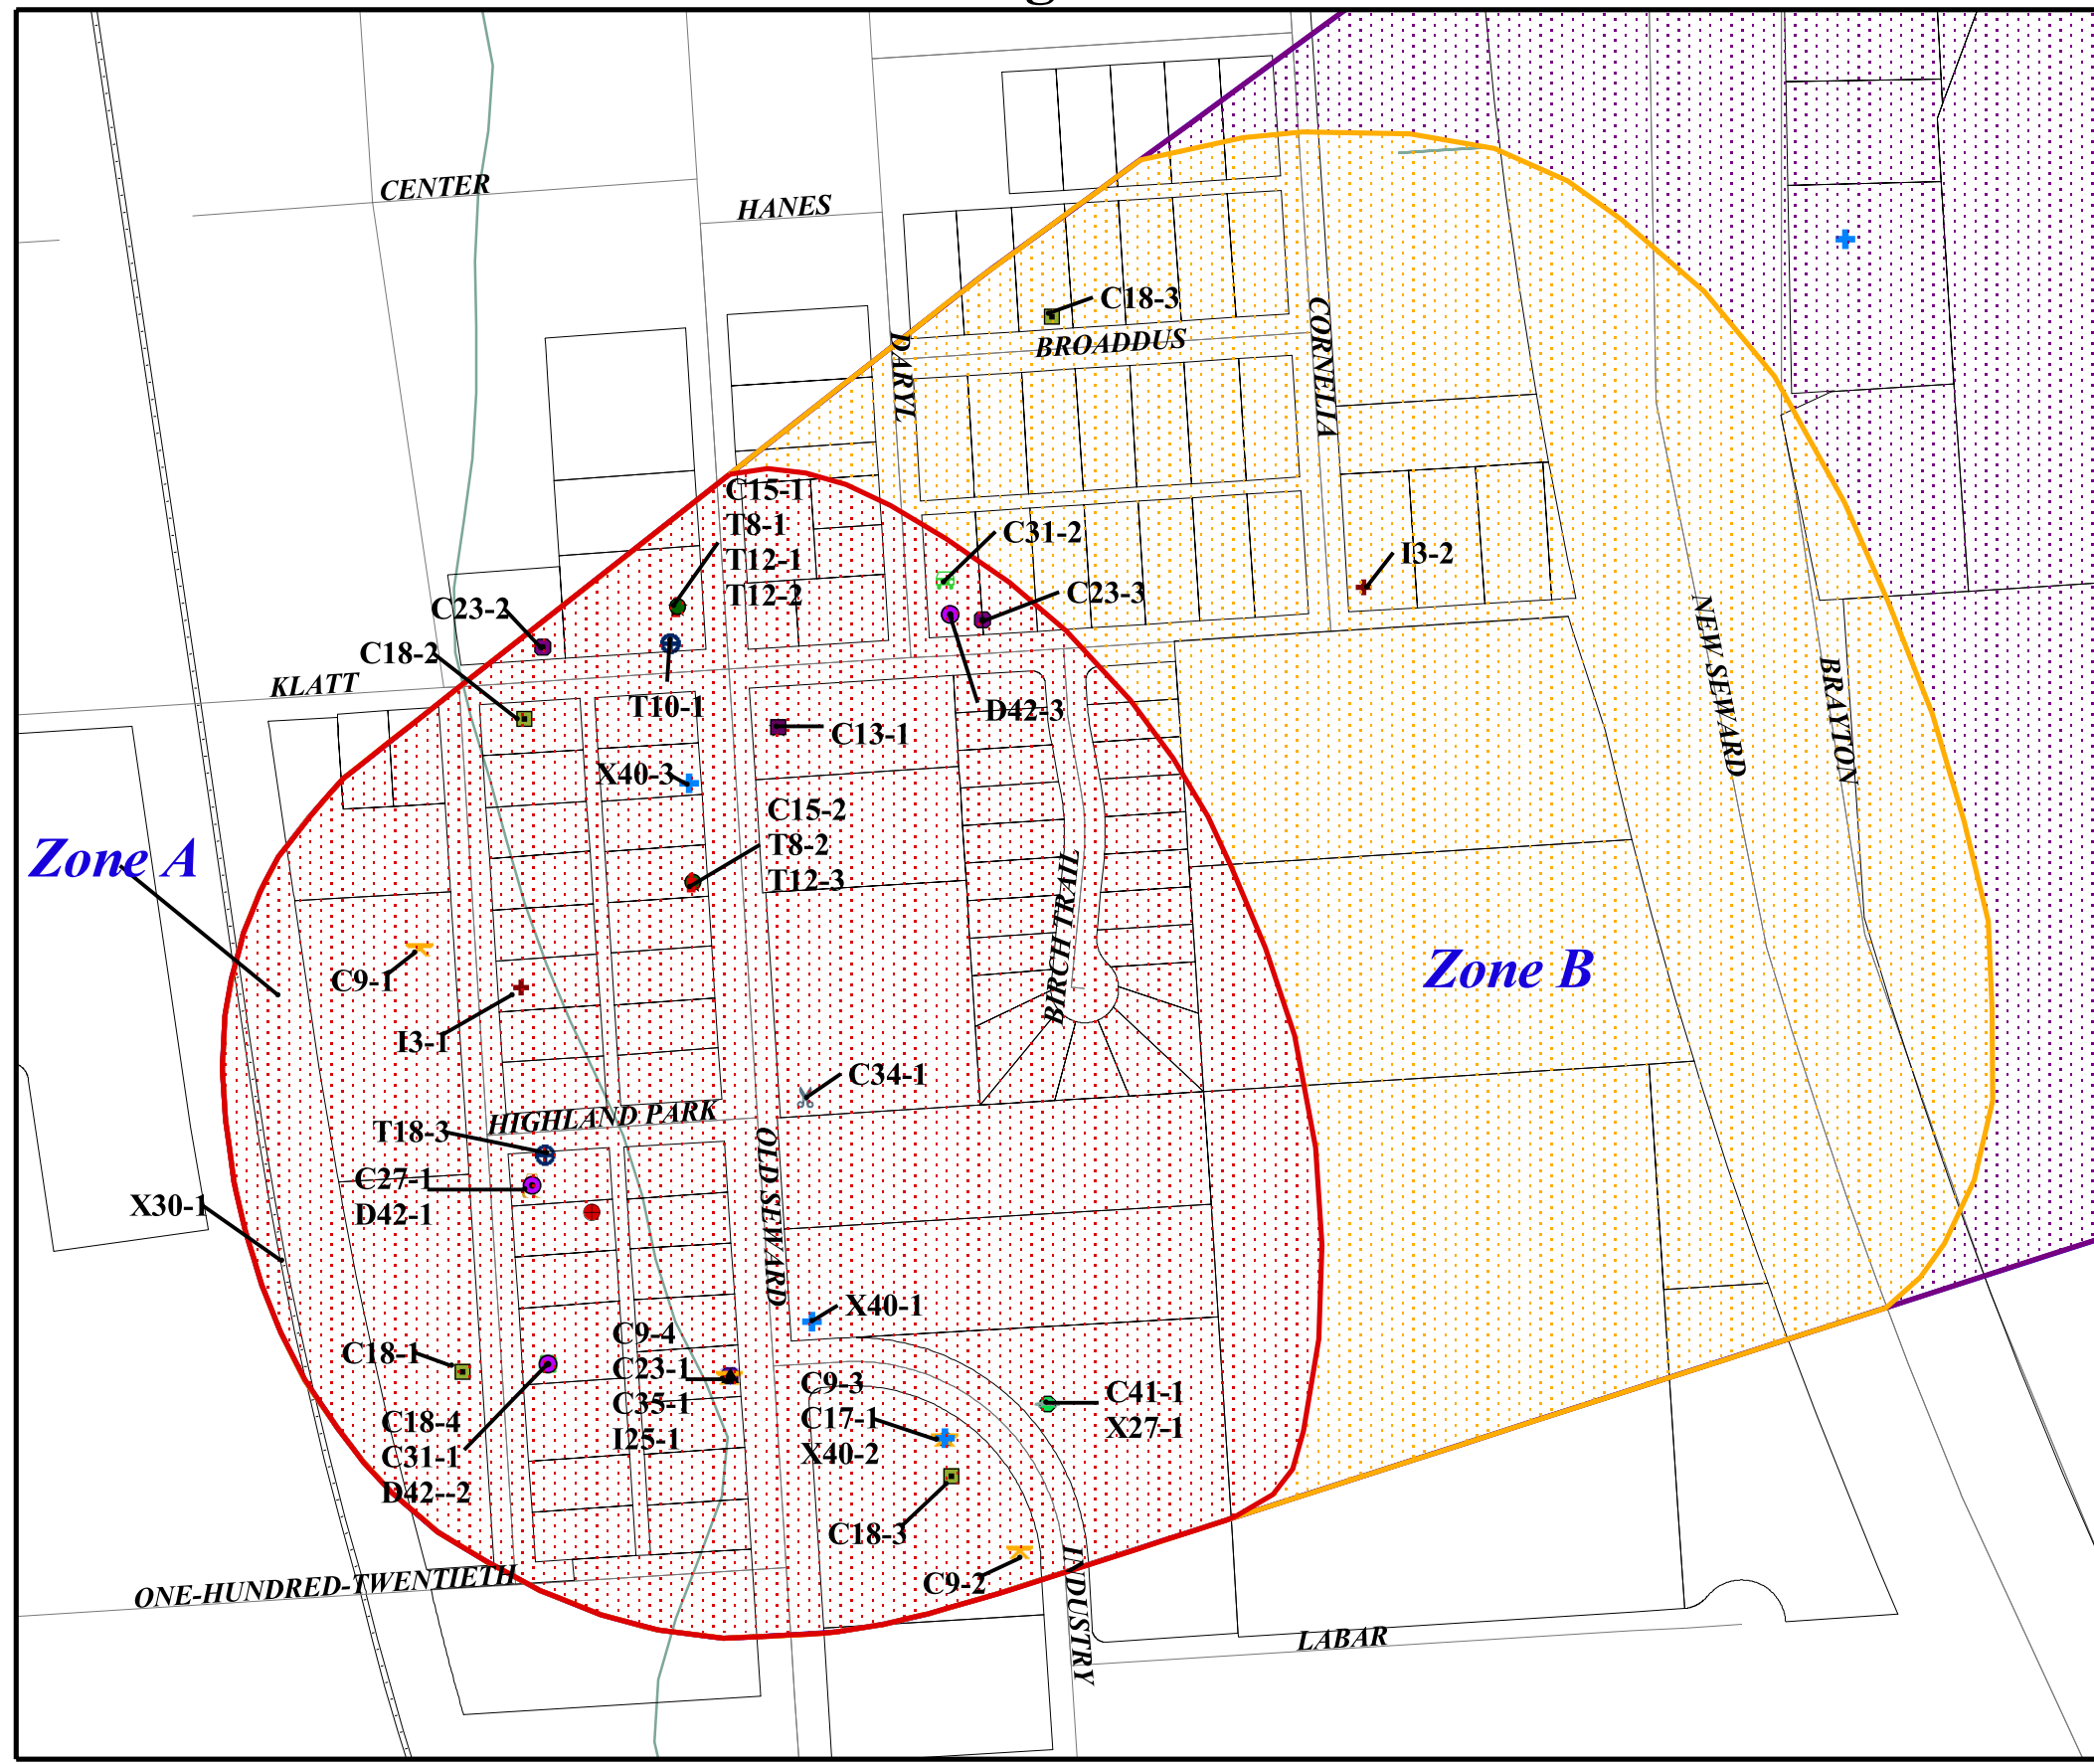 CENTER
HANES
C18-3
BROADDUS
DARYL
CORNELIA
C15-1
T8-1
T12-1
T12-2
C31-2
I3-2
C23-3
C23-2
C18-2
KLATT
T10-1
D42-3
C13-1
NEW SEWARD
BRAYTON
X40-3
C15-2
T8-2
T12-3
Zone A
BIRCH TRAIL
Zone B
C9-1
I3-1
C34-1
HIGHLAND PARK
T18-3
C27-1
D42-1
OLD SEWARD
X30-1
X40-1
C18-1
C9-4
C23-1
C35-1
I25-1
C9-3
C17-1
X40-2
C41-1
X27-1
C18-4
C31-1
D42--2
C18-3
C9-2
ONE-HUNDRED-TWENTIETH
INDUSTRY
LABAR